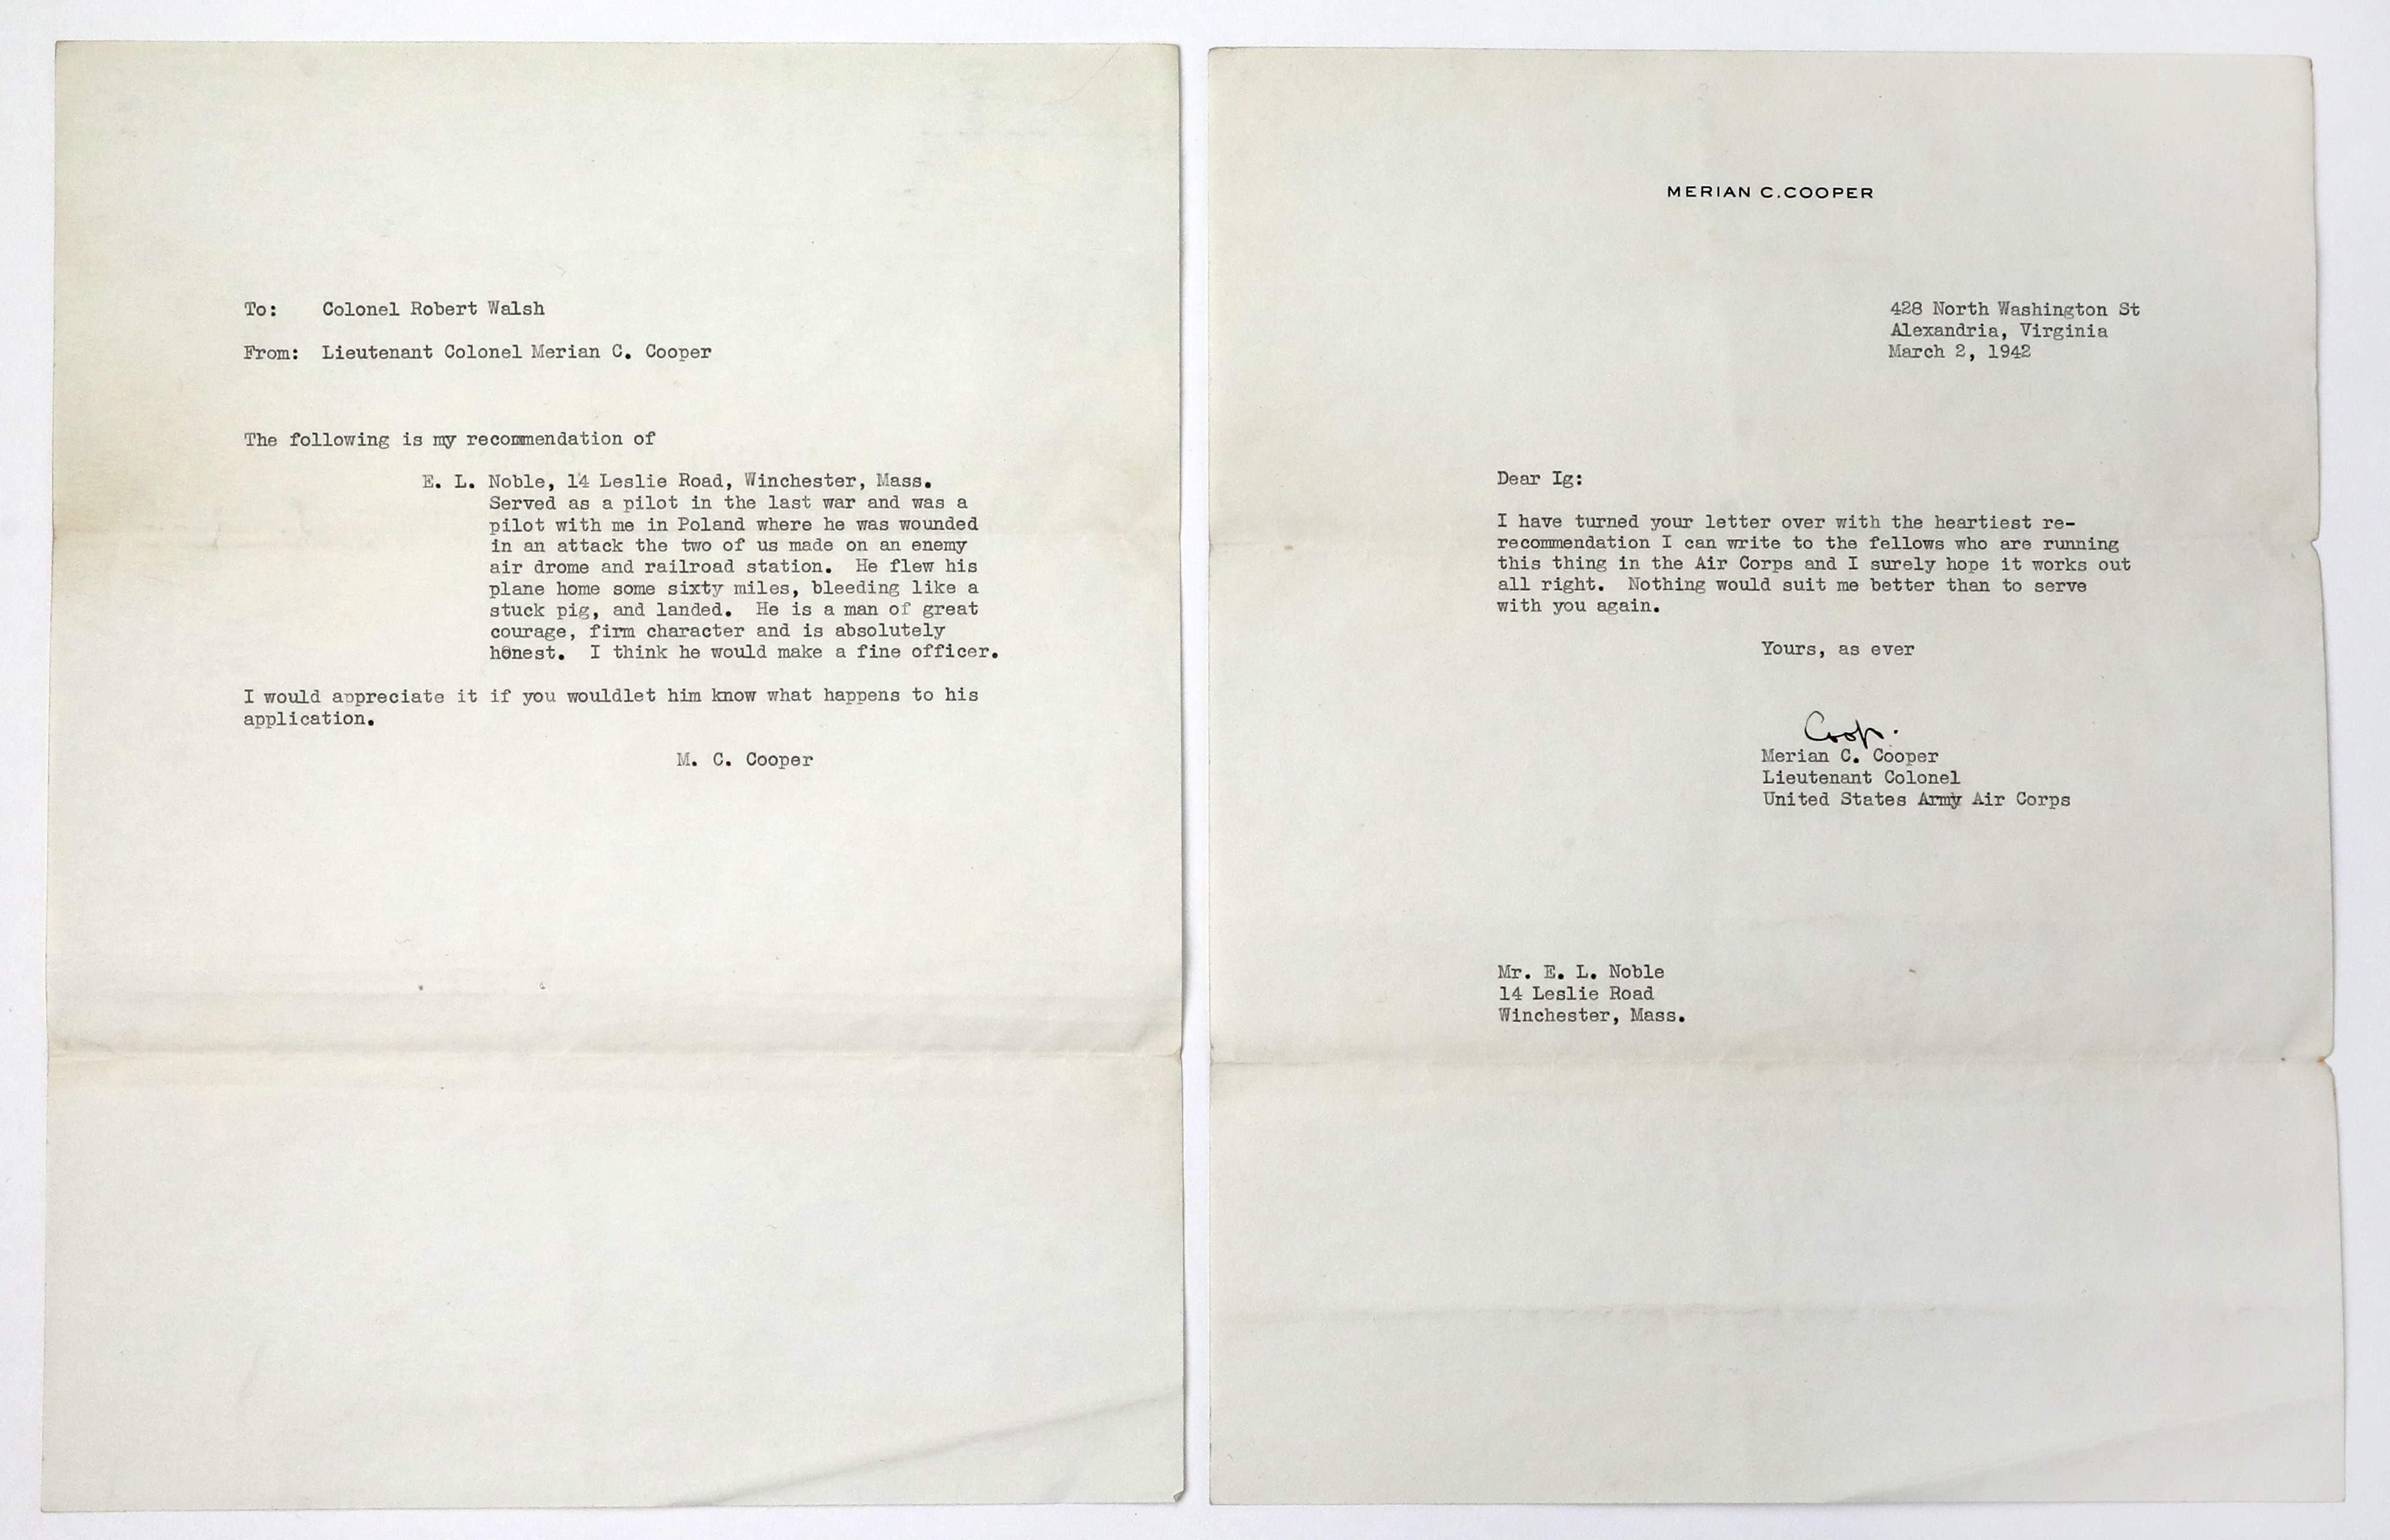 To: Colonel Robert Walsh
From: Lieutenant Colonel Merian C. Cooper
The following is my recommendation of
E. L. Noble, 14 Leslie Road, Winchester, Mass.
Served as a pilot in the last war and was a
pilot with me in Poland where he was wounded
in an attack the two of us made on an enemy
air drome and railroad station. He flew his
plane home some sixty miles, bleeding like a
stuck pig, and landed. He is a man of great
courage, firm character and is absolutely
honest. I think he would make a fine officer.
I would appreciate it if you wouldlet him know what happens to his
application.
M. C. Cooper
MERIAN C.COOPER
428 North Washington St
Alexandria, Virginia
March 2, 1942
Dear Ig:
I have turned your letter over with the heartiest re-
recommendation I can write to the fellows who are running
this thing in the Air Corps and I surely hope it works out
all right. Nothing would suit me better than to serve
with you again.
Yours, as ever
Coop.
Merian C. Cooper
Lieutenant Colonel
United States Army Air Corps
Mr. E. L. Noble
14 Leslie Road
Winchester, Mass.